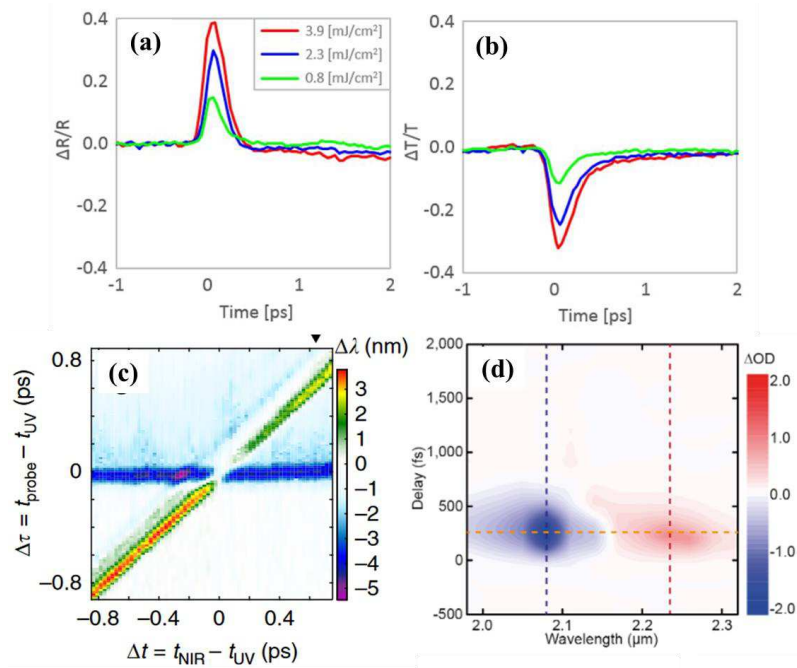 (a)
3.9 [mJ/cm²]
2.3 [mJ/cm²]
0.8 [mJ/cm²]
ΔR/R
0.4
0.2
0.0
-0.2
-0.4
-1
0
1
2
Time [ps]
(b)
ΔT/T
0.4
0.2
0.0
-0.2
-0.4
-1
0
1
2
Time [ps]
(c)
Δλ (nm)
3
2
1
0
−1
−2
−3
−4
−5
Δτ = t_probe − t_UV (ps)
0.8
0
−0.8
−0.8
−0.4
0
0.4
Δt = t_NIR − t_UV (ps)
(d)
Delay (fs)
2,000
1,500
1,000
500
0
-500
2.0
2.1
2.2
2.3
Wavelength (µm)
ΔOD
2.0
1.0
0.0
-1.0
-2.0